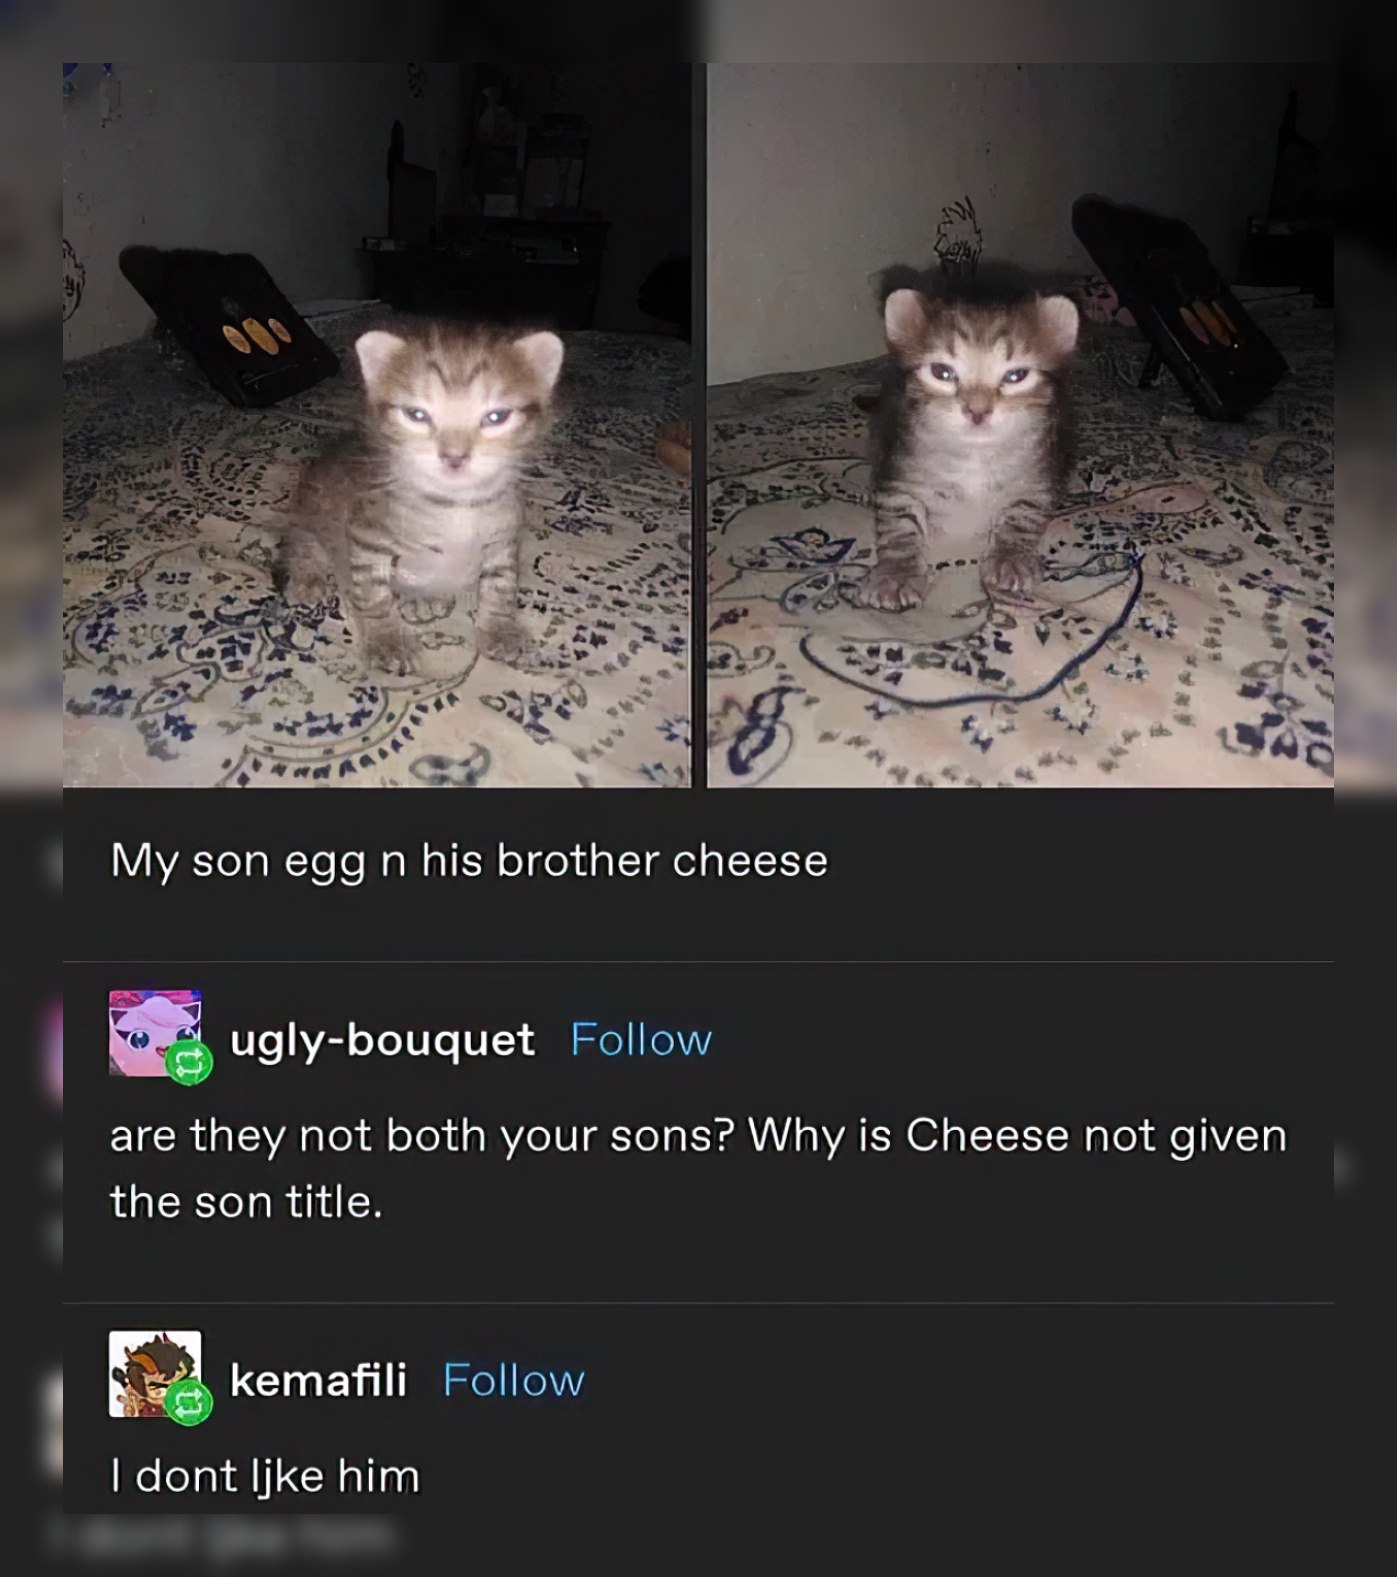 My son egg n his brother cheese
ugly-bouquet Follow
are they not both your sons? Why is Cheese not given
the son title.
kemafili Follow
I dont ljke him